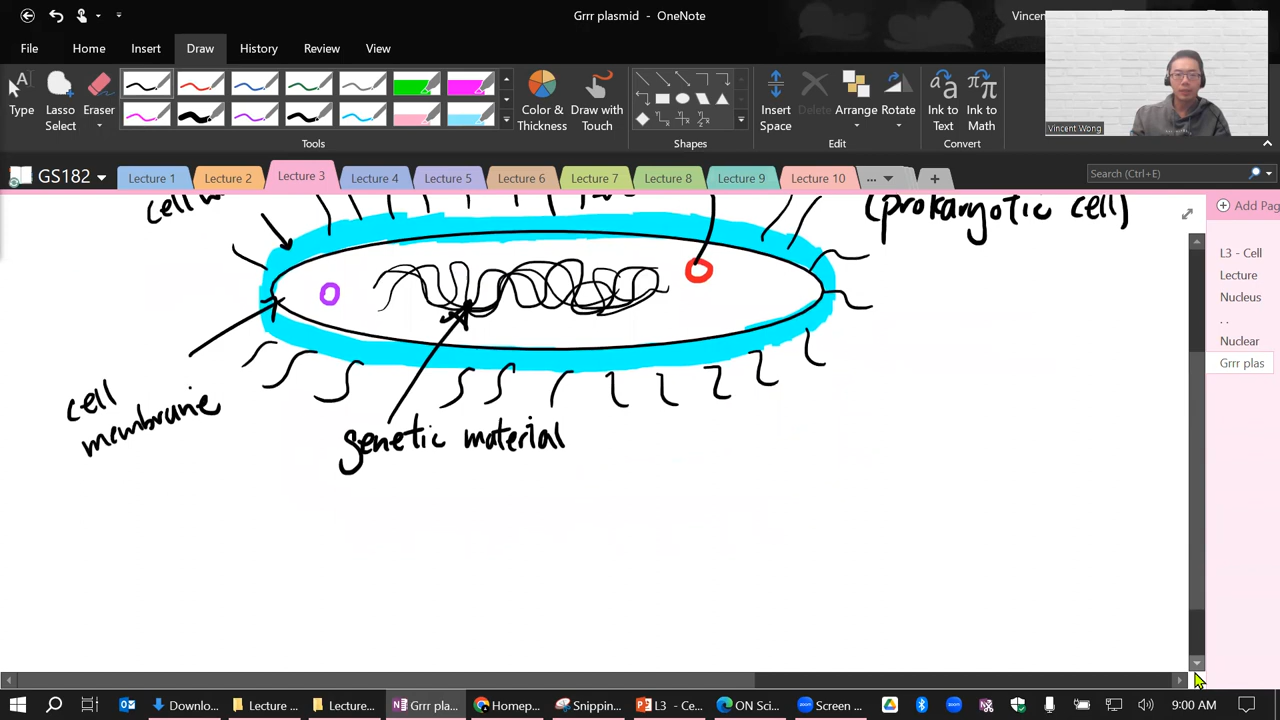 Grrr plasmid - OneNote
Vincen
File Home Insert Draw History Review View
Type
Lasso Select
Eraser
Color & Thickness
Draw with Touch
Insert Space
Delete
Arrange
Rotate
Ink to Text
Ink to Math
Tools
Shapes
Edit
Convert
Vincent Wong
GS182
Lecture 1 Lecture 2 Lecture 3 Lecture 4 Lecture 5 Lecture 6 Lecture 7 Lecture 8 Lecture 9 Lecture 10 ...
Search (Ctrl+E)
Add Pag
L3 - Cell
Lecture
Nucleus
. .
Nuclear
Grrr plas
cell
(prokaryotic cell)
cell
membrane
genetic material
Downlo... Lecture ... Lecture... Grrr pla... Homep... Snippin... L3 - Ce... ON Sci... Screen ... 9:00 AM